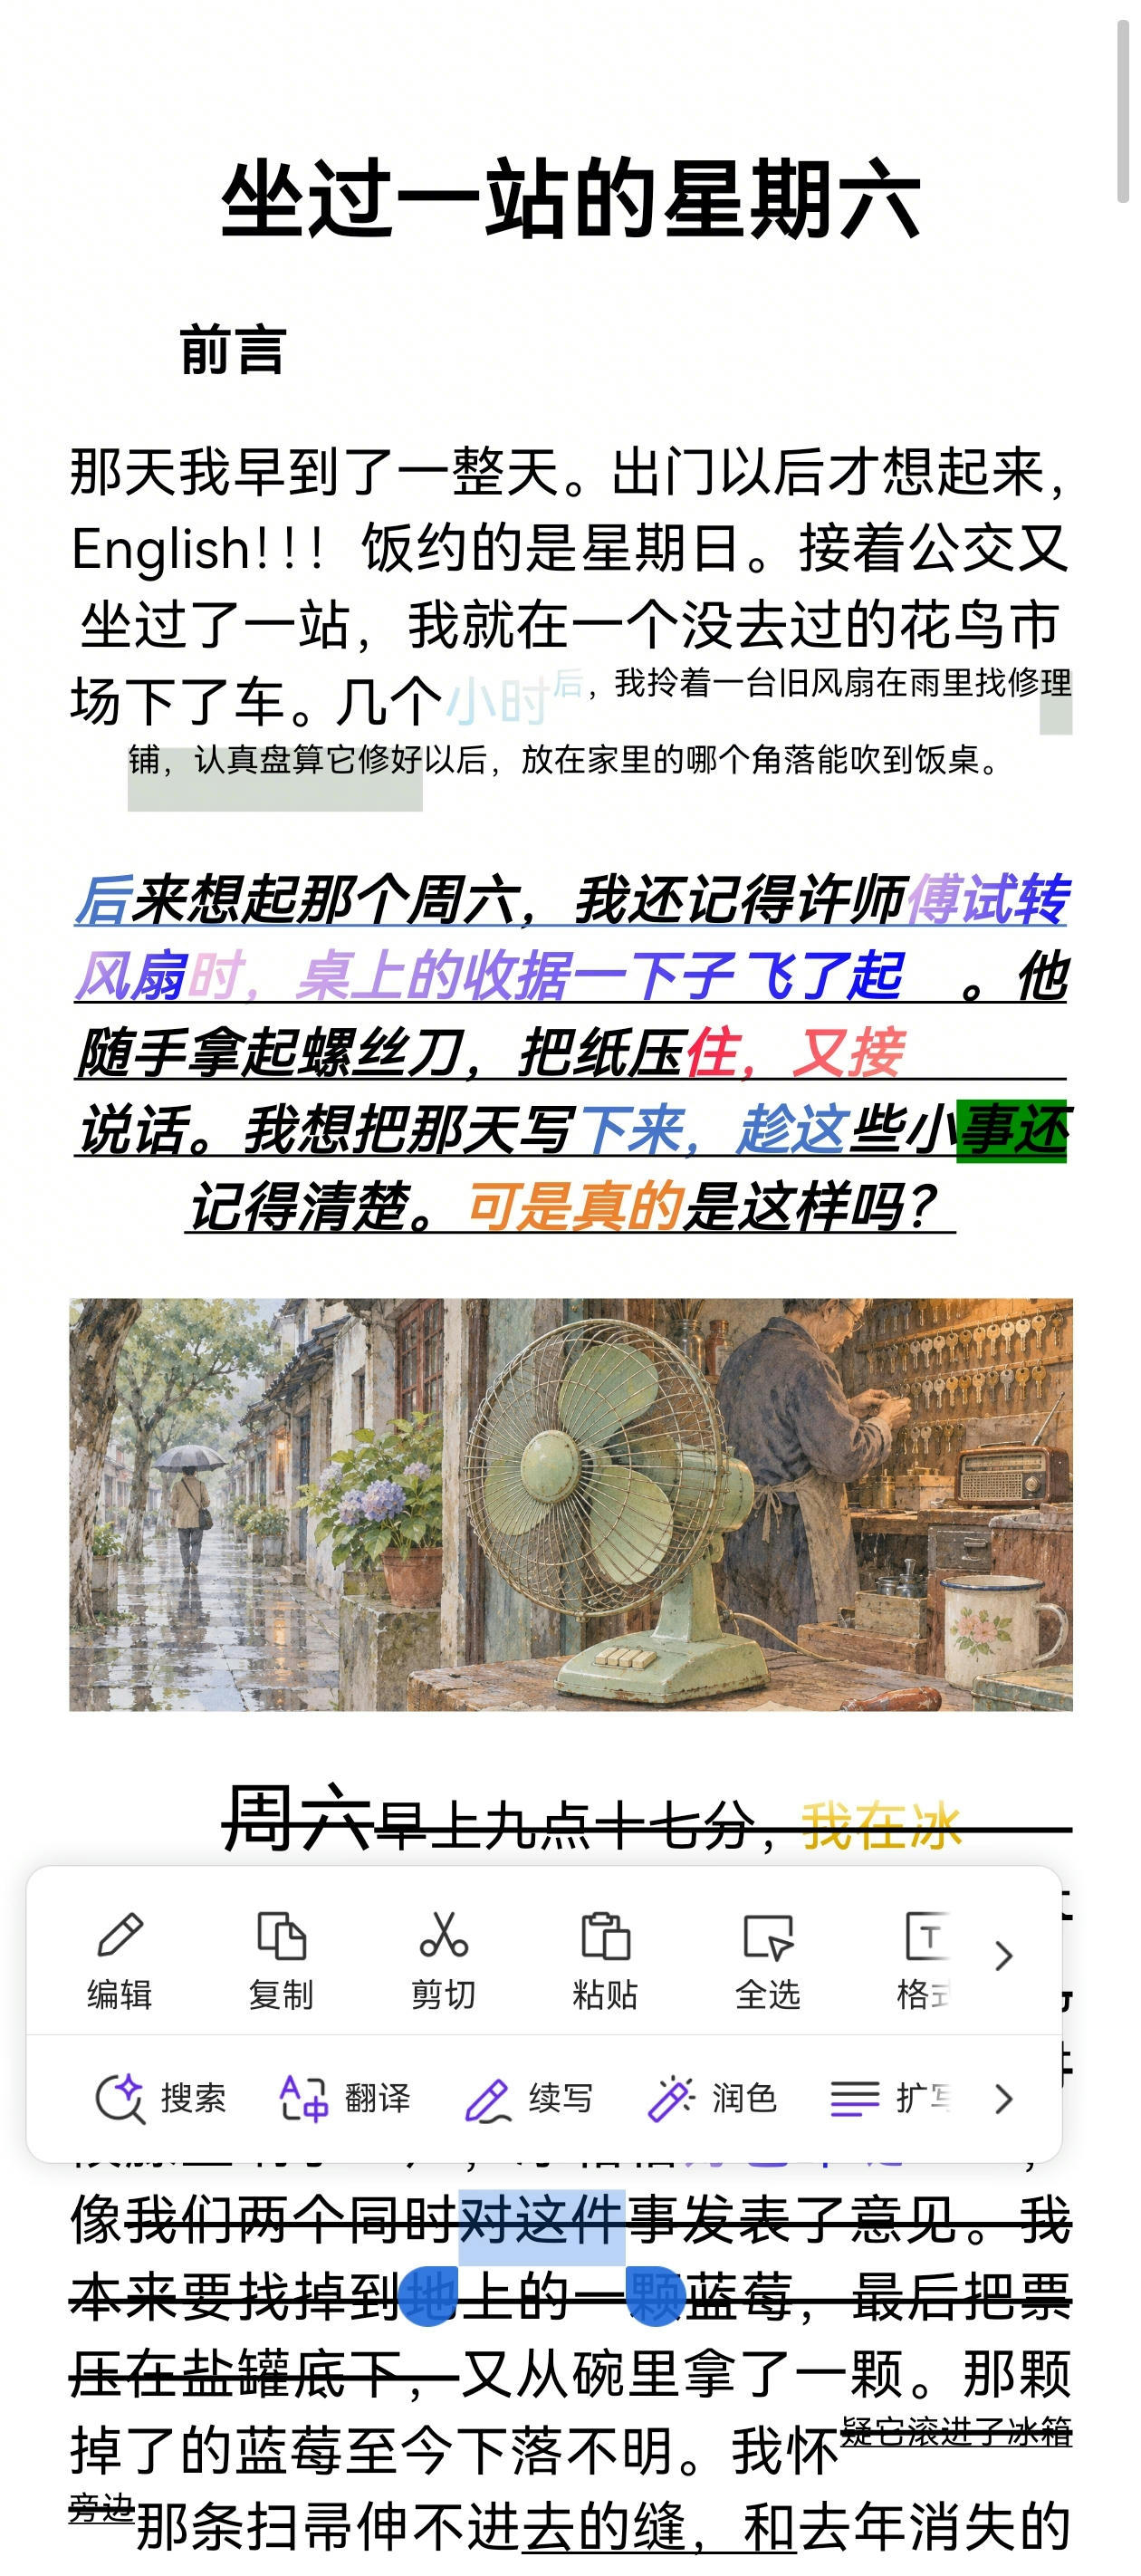 坐过一站的星期六
前言
那天我早到了一整天。出门以后才想起来，
English！！！ 饭约的是星期日。接着公交又
坐过了一站，我就在一个没去过的花鸟市
场下了车。几个小时后，我拎着一台旧风扇在雨里找修理
铺，认真盘算它修好以后，放在家里的哪个角落能吹到饭桌。
后来想起那个周六，我还记得许师傅试转
风扇时，桌上的收据一下子飞了起 。他
随手拿起螺丝刀，把纸压住，又接
说话。我想把那天写下来，趁这些小事还
记得清楚。可是真的是这样吗？
周六早上九点十七分，我在冰
编辑 复制 剪切 粘贴 全选
搜索 翻译 续写 润色 扩写
像我们两个同时对这件事发表了意见。我
本来要找掉到地上的一颗蓝莓，最后把票
压在盐罐底下，又从碗里拿了一颗。那颗
掉了的蓝莓至今下落不明。我怀疑它滚进了冰箱
旁边那条扫帚伸不进去的缝，和去年消失的